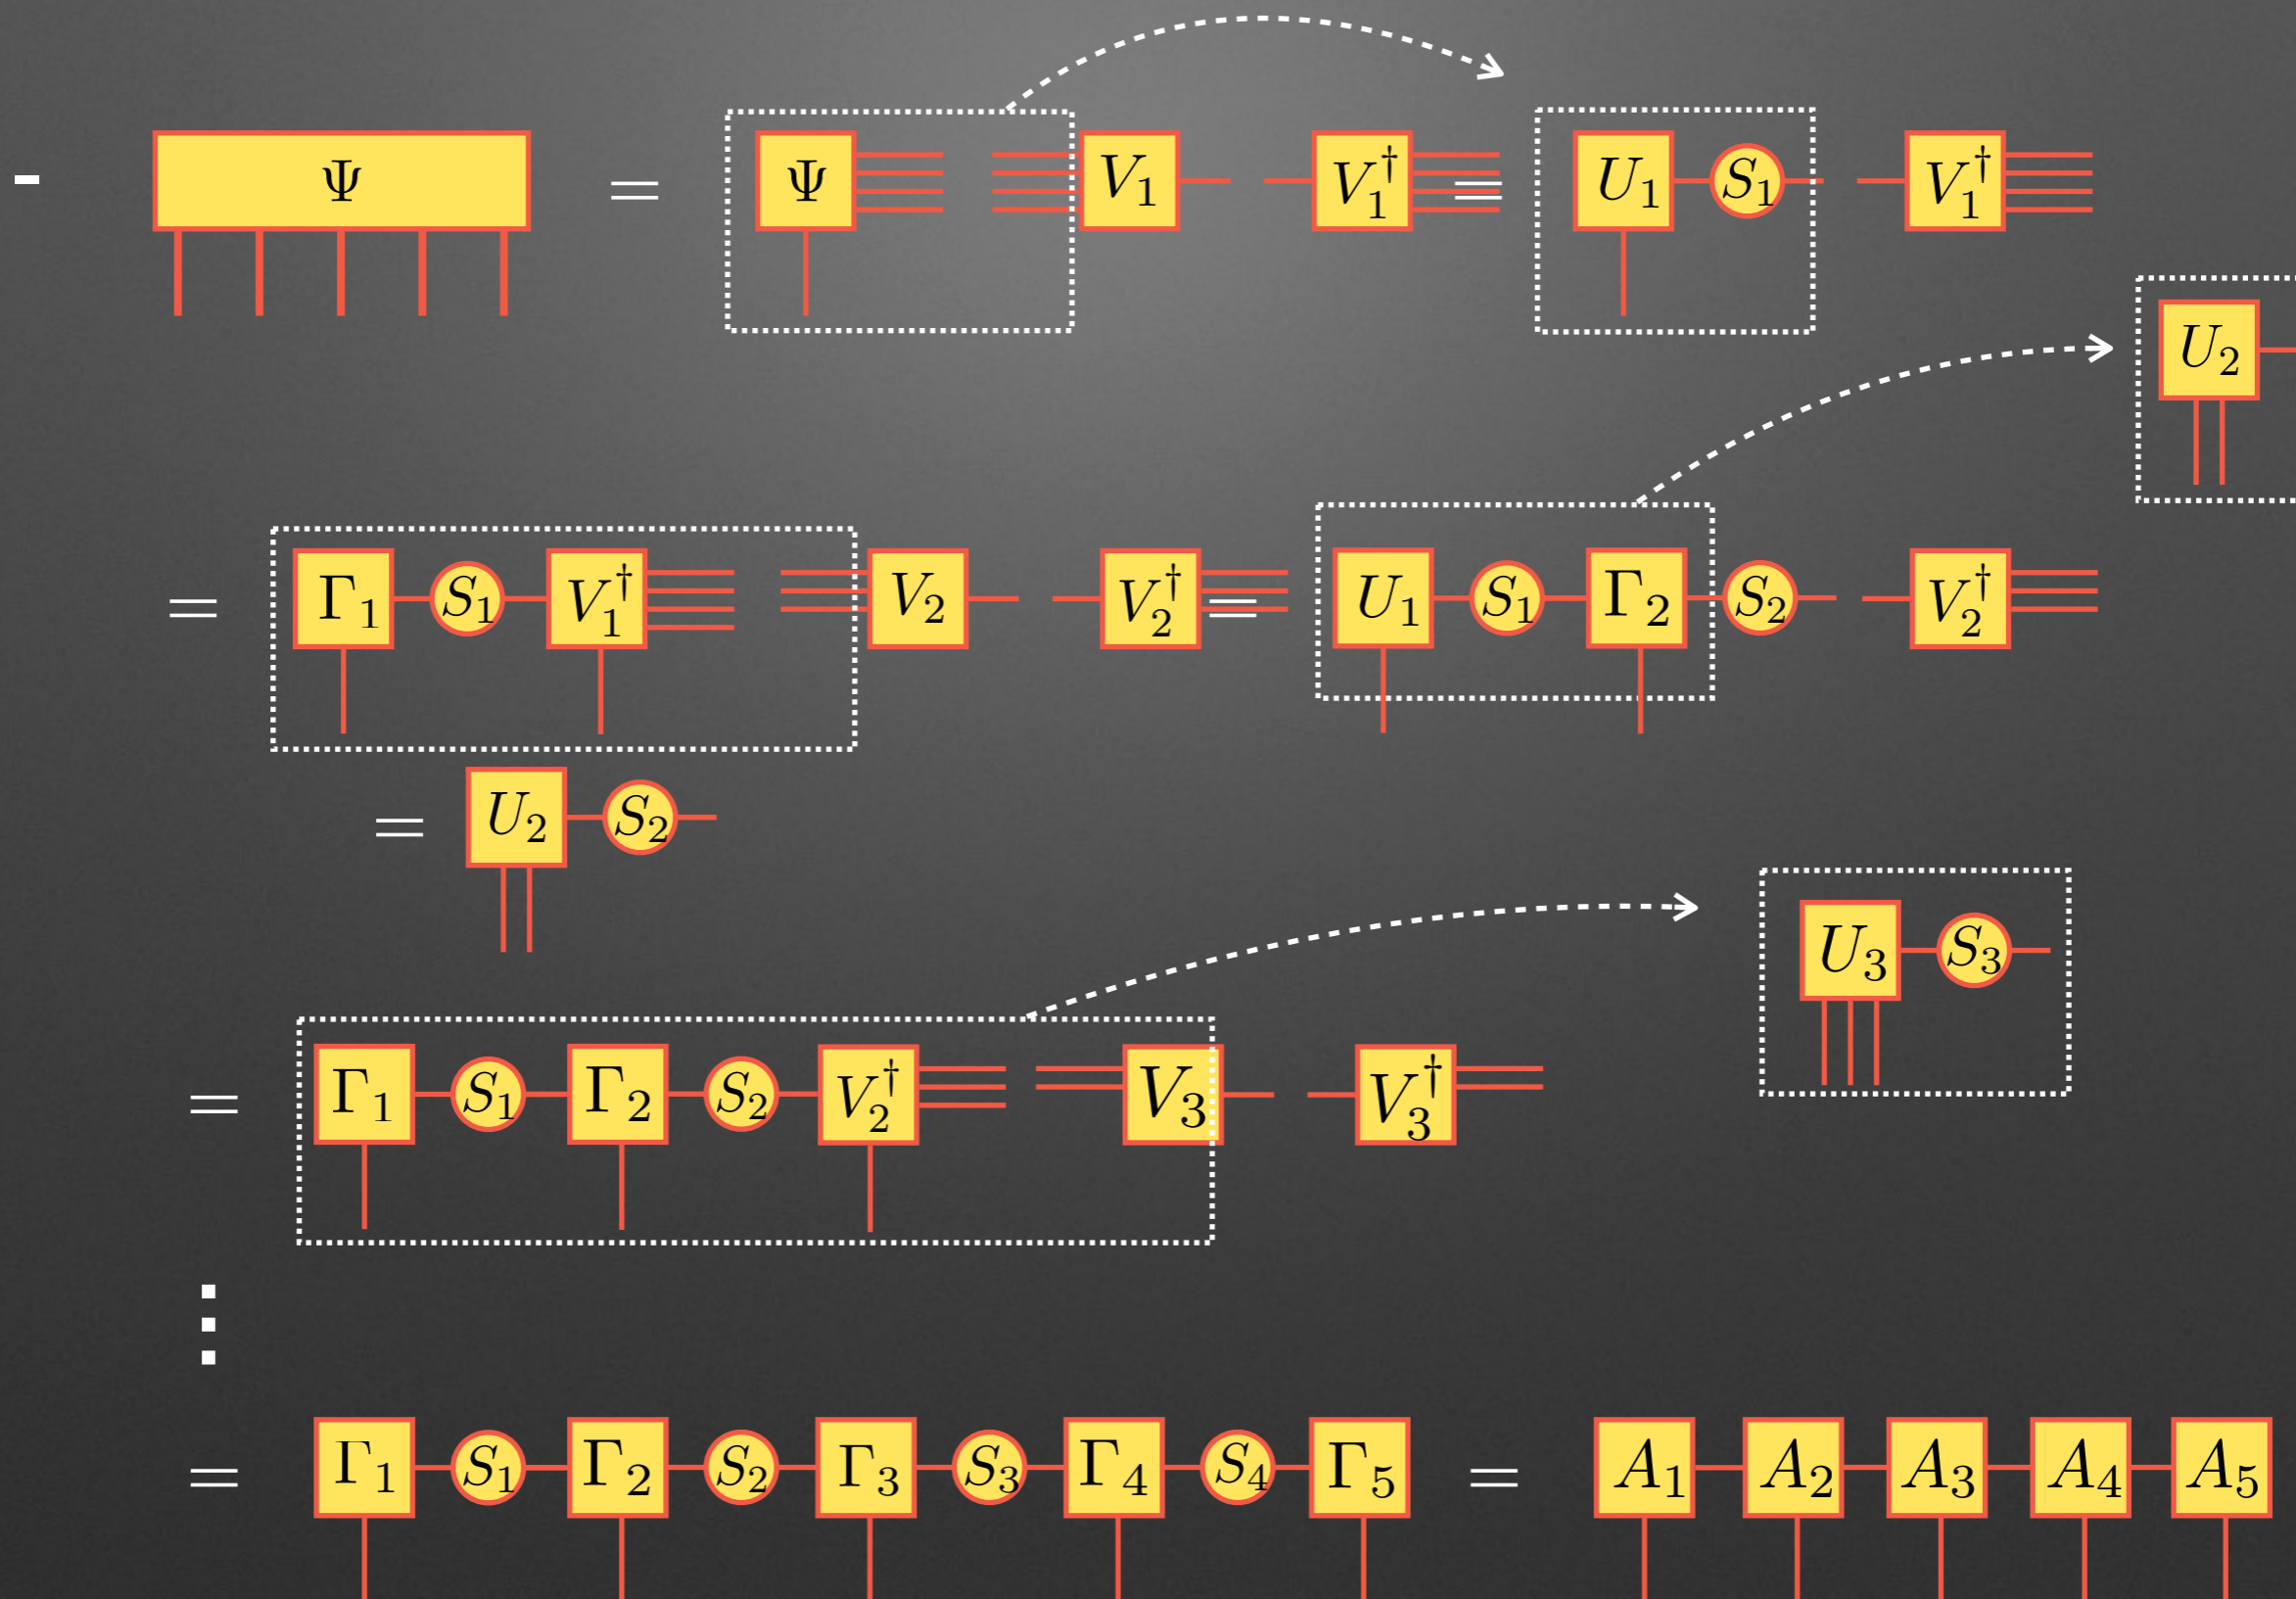 - Ψ = Ψ V₁ V₁† = U₁ S₁ V₁†
U₂
= Γ₁ S₁ V₁† V₂ V₂† = U₁ S₁ Γ₂ S₂ V₂†
= U₂ S₂
U₃ S₃
= Γ₁ S₁ Γ₂ S₂ V₂† V₃ V₃†
⋮
= Γ₁ S₁ Γ₂ S₂ Γ₃ S₃ Γ₄ S₄ Γ₅ = A₁ A₂ A₃ A₄ A₅